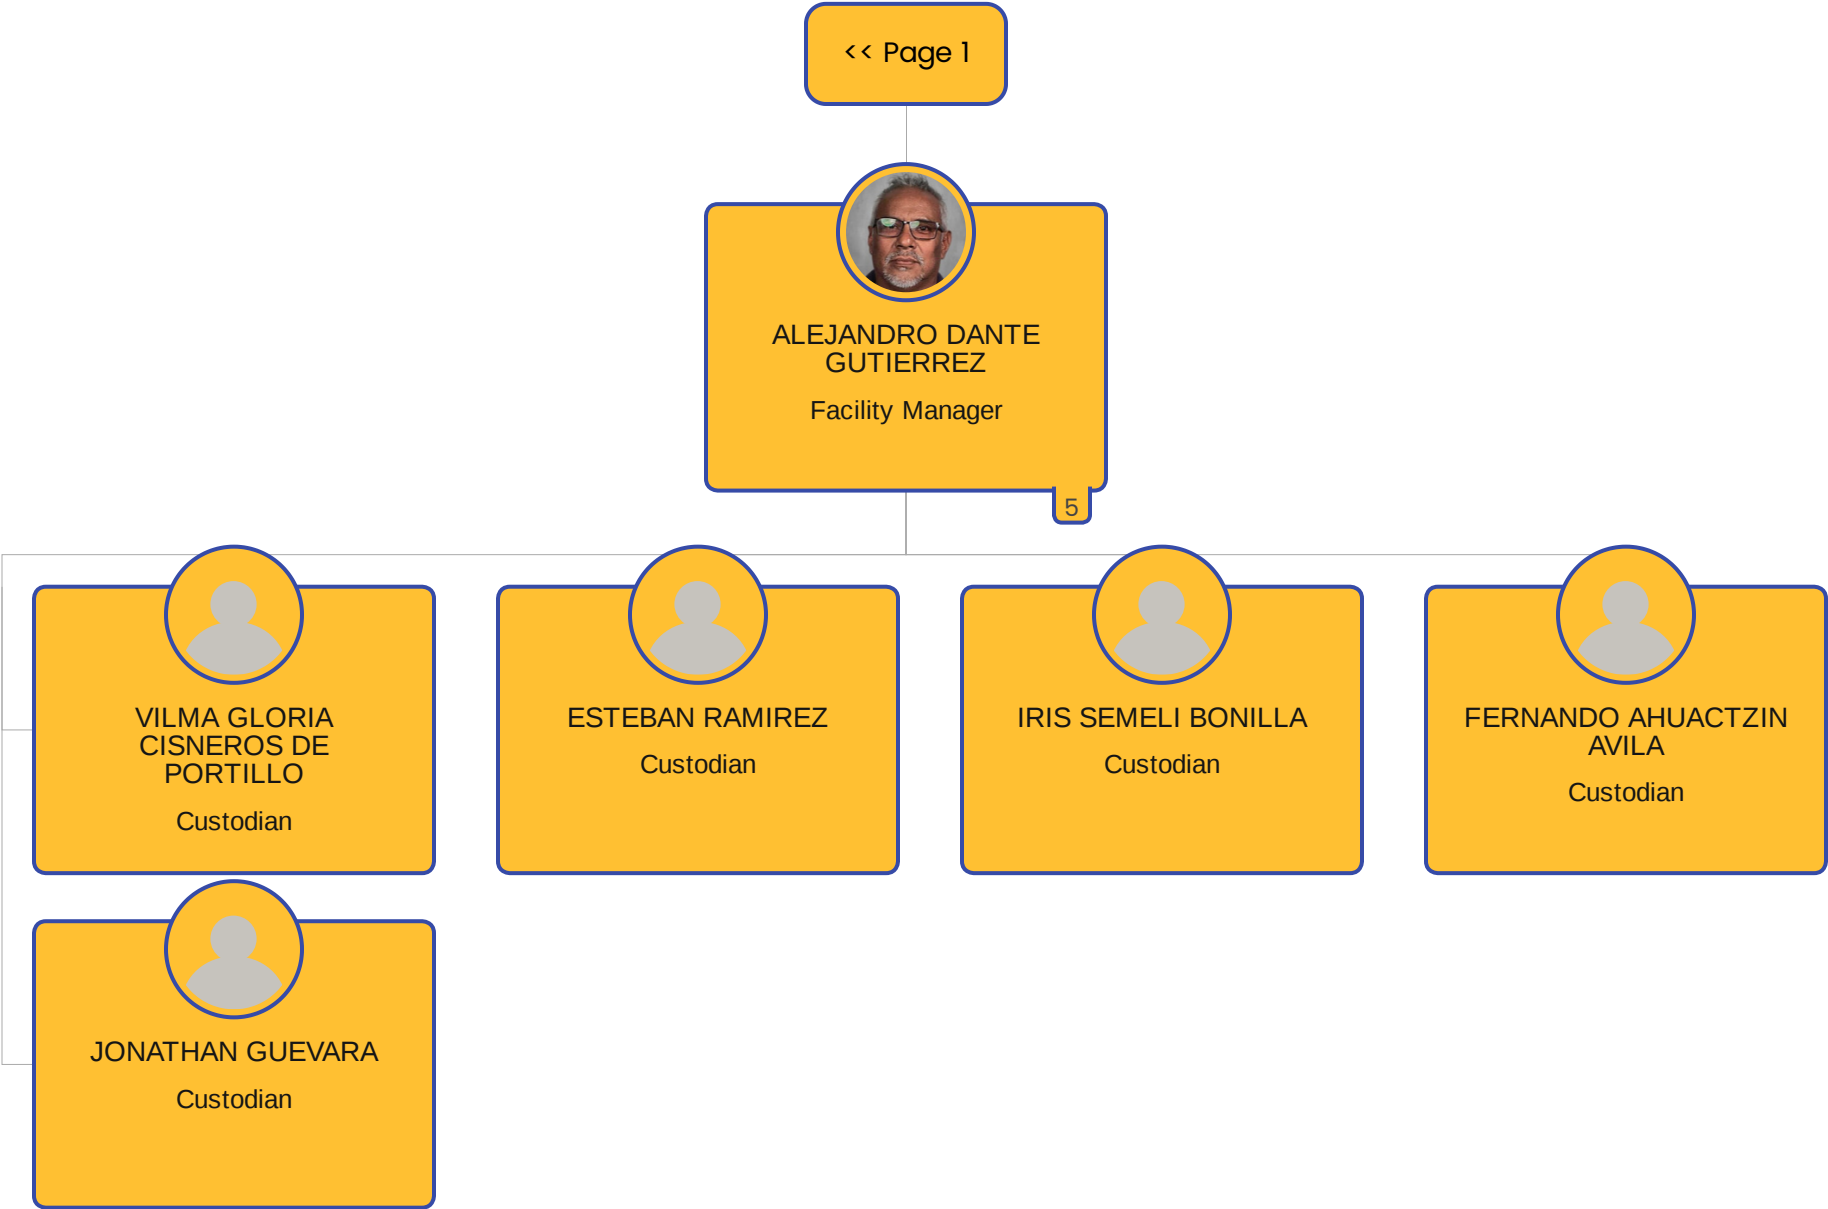 << Page 1
ALEJANDRO DANTE
GUTIERREZ
Facility Manager
5
VILMA GLORIA
CISNEROS DE
PORTILLO
Custodian
ESTEBAN RAMIREZ
Custodian
IRIS SEMELI BONILLA
Custodian
FERNANDO AHUACTZIN
AVILA
Custodian
JONATHAN GUEVARA
Custodian